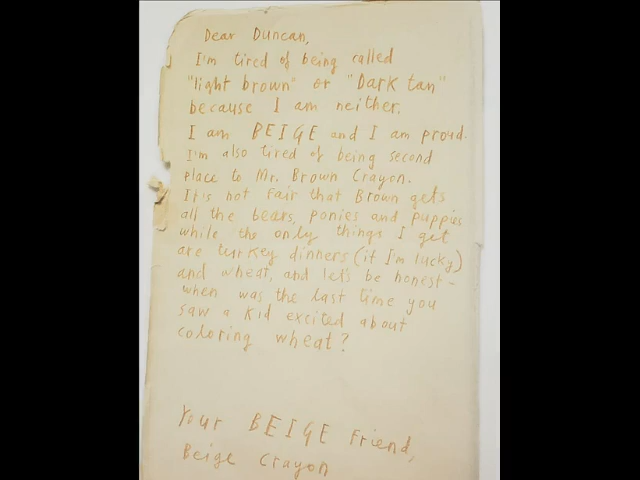 Dear Duncan,
I'm tired of being called
"light brown" or "Dark tan"
because I am neither.
I am BEIGE and I am proud.
I'm also tired of being second
place to Mr. Brown Crayon.
It's not fair that Brown gets
all the bears, ponies and puppies
while the only things I get
are turkey dinners (if I'm lucky)
and wheat, and let's be honest-
when was the last time you
saw a kid excited about
coloring wheat?
Your BEIGE Friend,
Beige Crayon